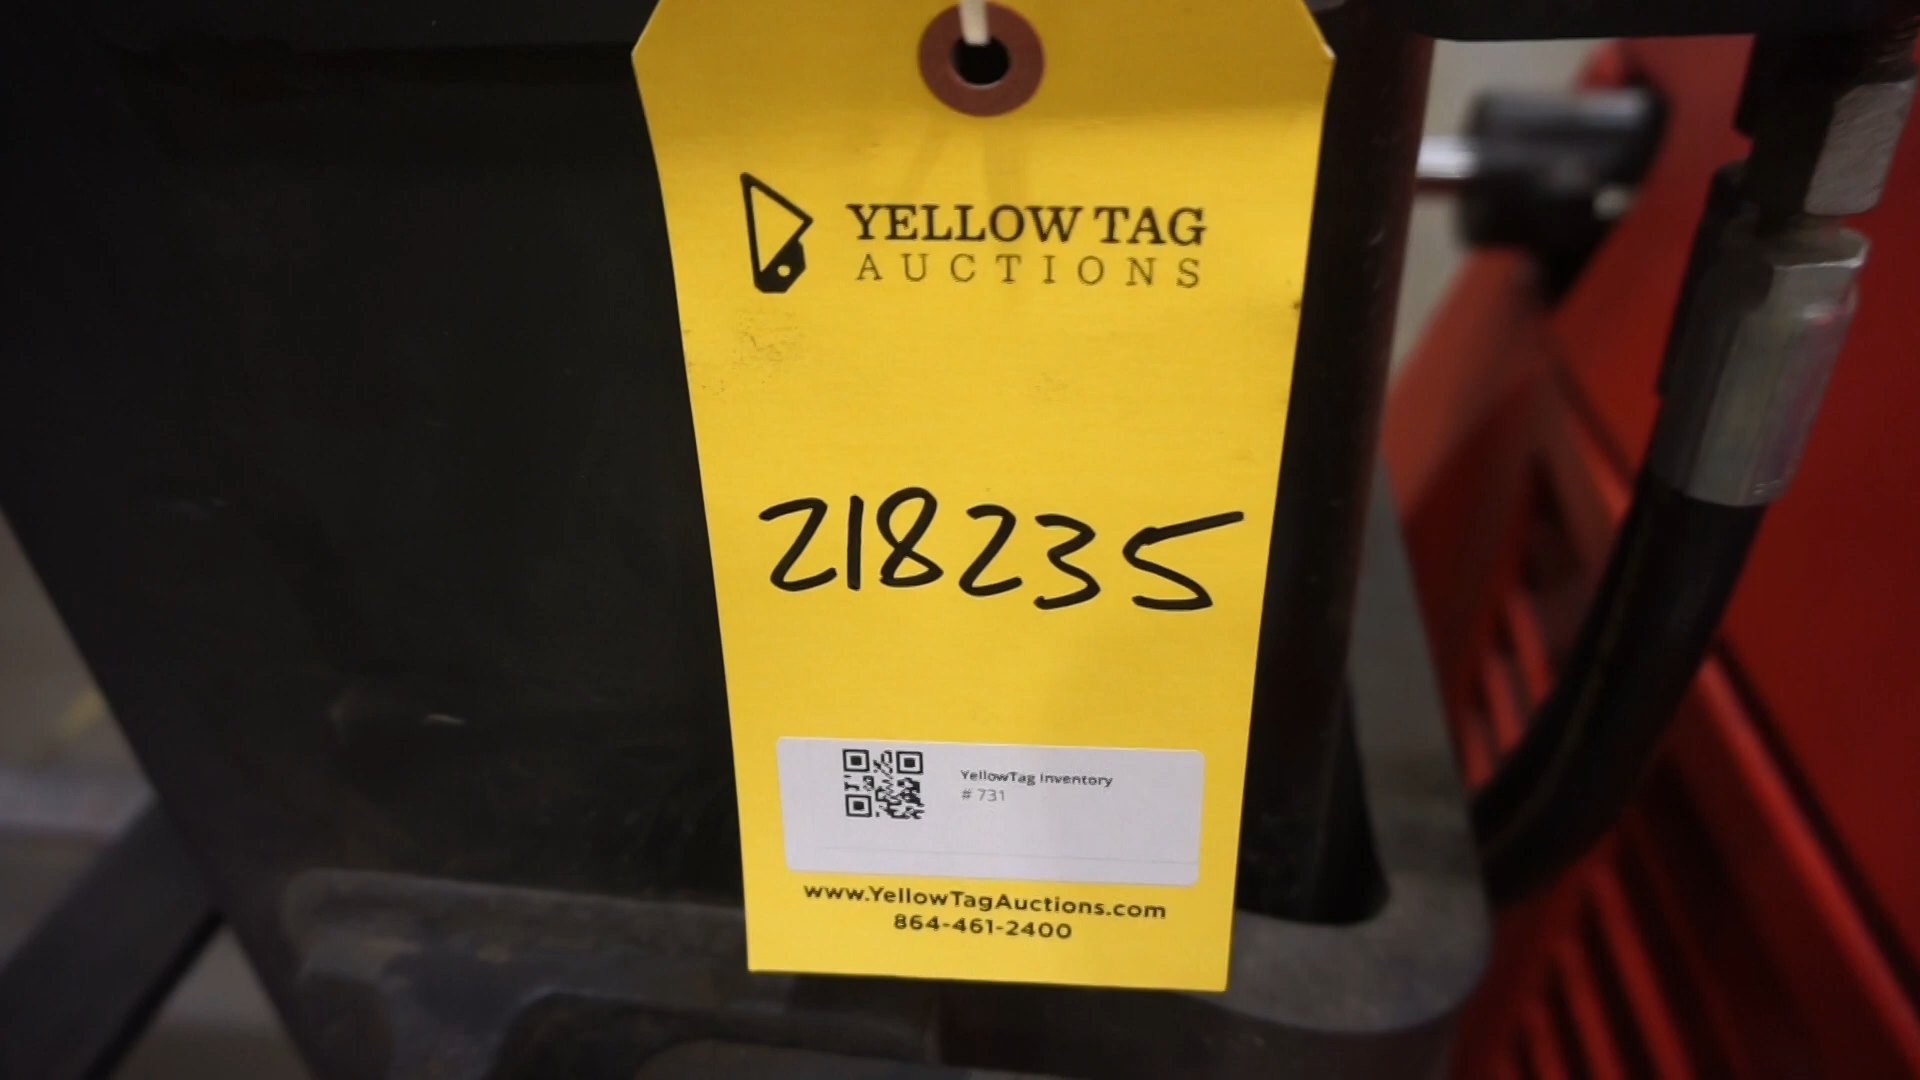 YELLOW TAG
AUCTIONS
218235
YellowTag Inventory
# 731
www.YellowTagAuctions.com
864-461-2400